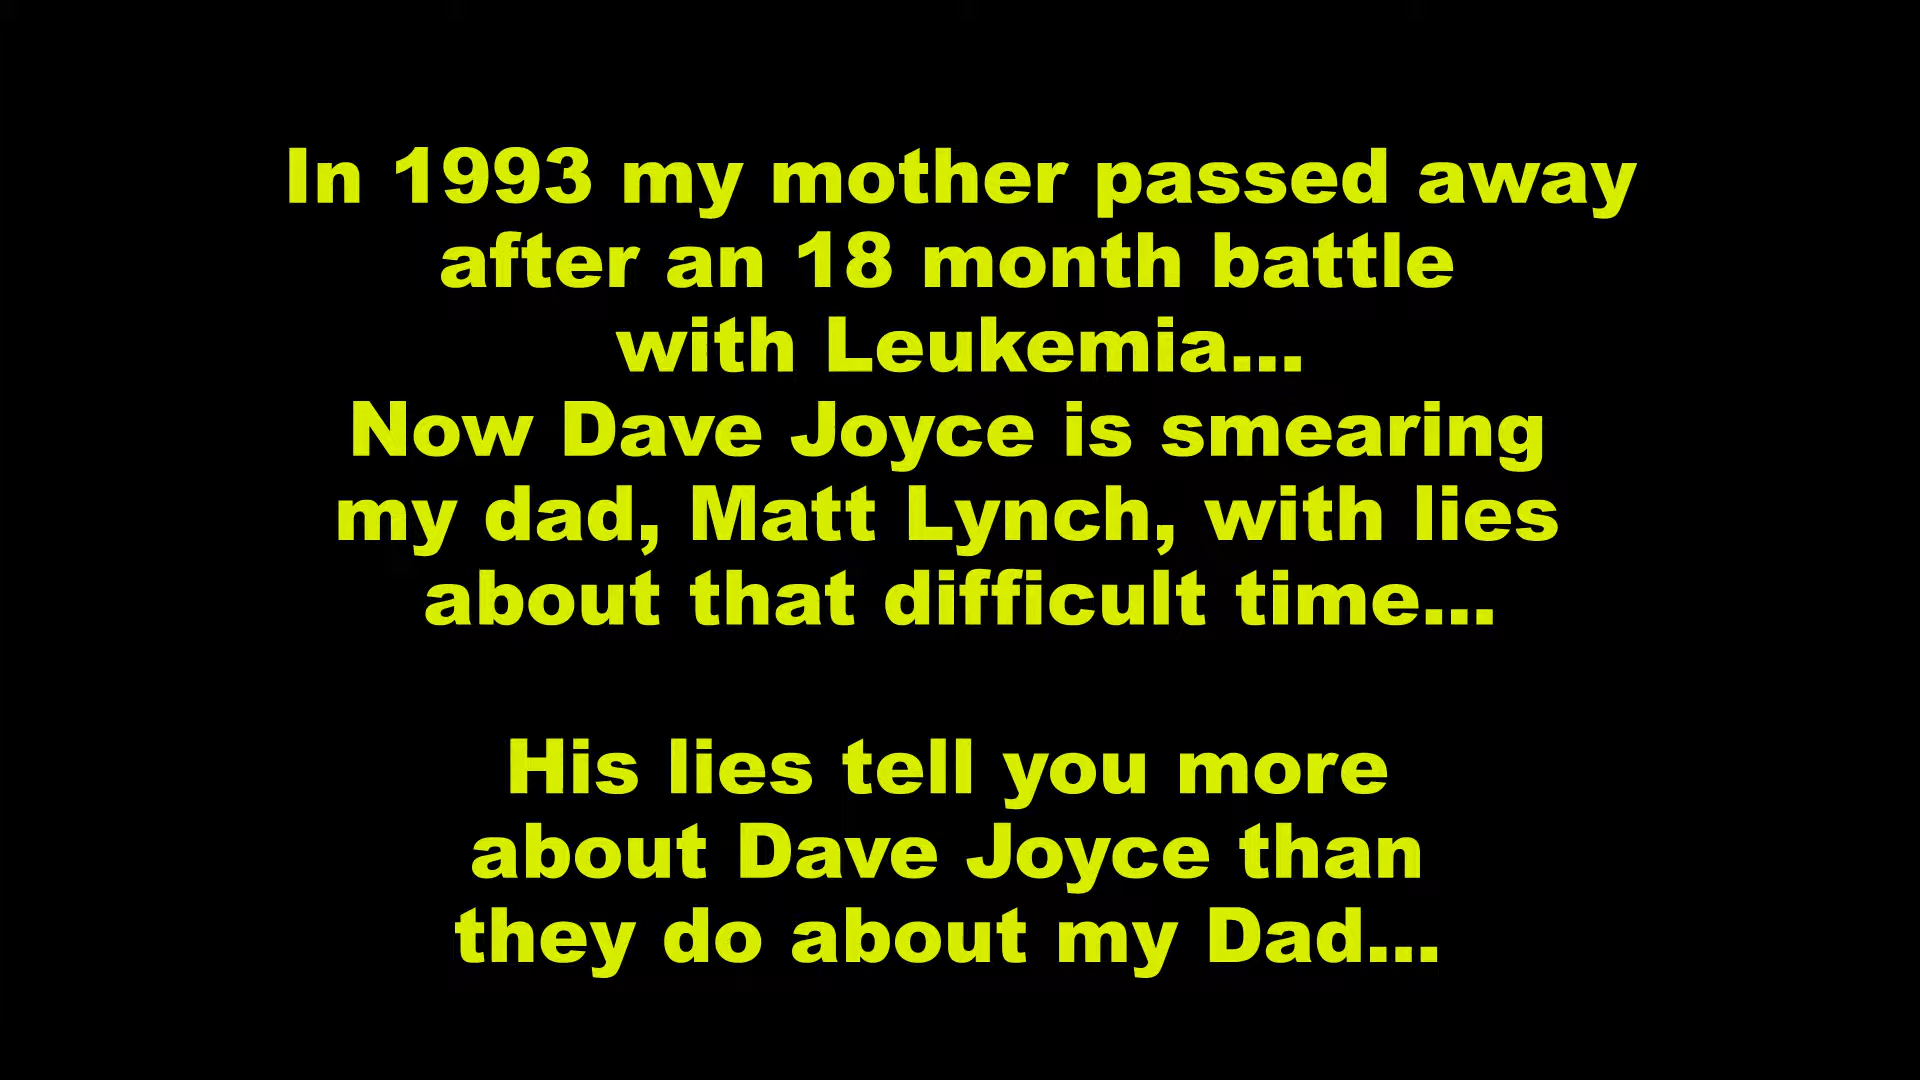 In 1993 my mother passed away
after an 18 month battle
with Leukemia...
Now Dave Joyce is smearing
my dad, Matt Lynch, with lies
about that difficult time...
His lies tell you more
about Dave Joyce than
they do about my Dad...